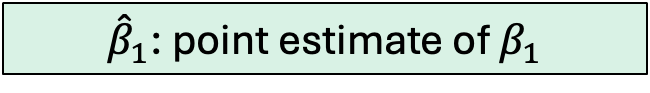 β̂₁: point estimate of β₁